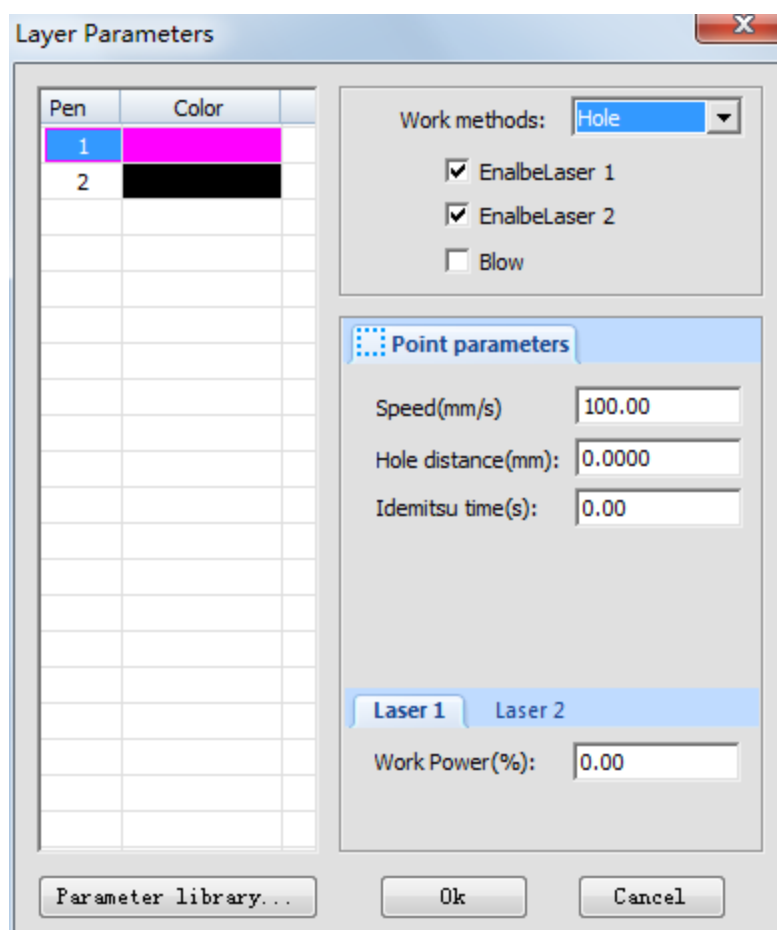 Layer Parameters
X
Pen Color
1
2
Work methods: Hole
EnalbeLaser 1
EnalbeLaser 2
Blow
Point parameters
Speed(mm/s) 100.00
Hole distance(mm): 0.0000
Idemitsu time(s): 0.00
Laser 1 Laser 2
Work Power(%): 0.00
Parameter library... Ok Cancel